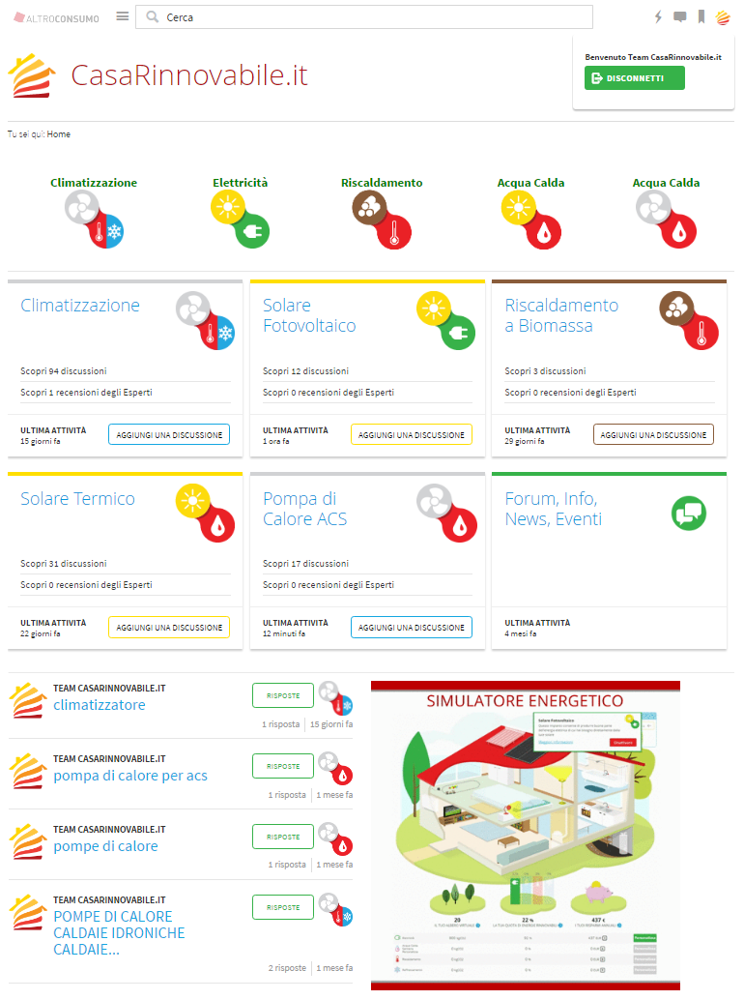 ALTROCONSUMO
Cerca
CasaRinnovabile.it
Benvenuto Team CasaRinnovabile.it
DISCONNETTI
Tu sei qui: Home
Climatizzazione
Elettricità
Riscaldamento
Acqua Calda
Acqua Calda
Climatizzazione
Scopri 94 discussioni
Scopri 1 recensioni degli Esperti
ULTIMA ATTIVITÀ
15 giorni fa
AGGIUNGI UNA DISCUSSIONE
Solare
Fotovoltaico
Scopri 12 discussioni
Scopri 0 recensioni degli Esperti
ULTIMA ATTIVITÀ
1 ora fa
AGGIUNGI UNA DISCUSSIONE
Riscaldamento
a Biomassa
Scopri 3 discussioni
Scopri 0 recensioni degli Esperti
ULTIMA ATTIVITÀ
29 giorni fa
AGGIUNGI UNA DISCUSSIONE
Solare Termico
Scopri 31 discussioni
Scopri 0 recensioni degli Esperti
ULTIMA ATTIVITÀ
22 giorni fa
AGGIUNGI UNA DISCUSSIONE
Pompa di
Calore ACS
Scopri 17 discussioni
Scopri 0 recensioni degli Esperti
ULTIMA ATTIVITÀ
12 minuti fa
AGGIUNGI UNA DISCUSSIONE
Forum, Info,
News, Eventi
ULTIMA ATTIVITÀ
4 mesi fa
TEAM CASARINNOVABILE.IT
climatizzatore
RISPOSTE
1 risposta
15 giorni fa
TEAM CASARINNOVABILE.IT
pompa di calore per acs
RISPOSTE
1 risposta
1 mese fa
TEAM CASARINNOVABILE.IT
pompe di calore
RISPOSTE
1 risposta
1 mese fa
TEAM CASARINNOVABILE.IT
POMPE DI CALORE
CALDAIE IDRONICHE
CALDAIE...
RISPOSTE
2 risposte
1 mese fa
SIMULATORE ENERGETICO
Solare Fotovoltaico
20
22 %
437 €